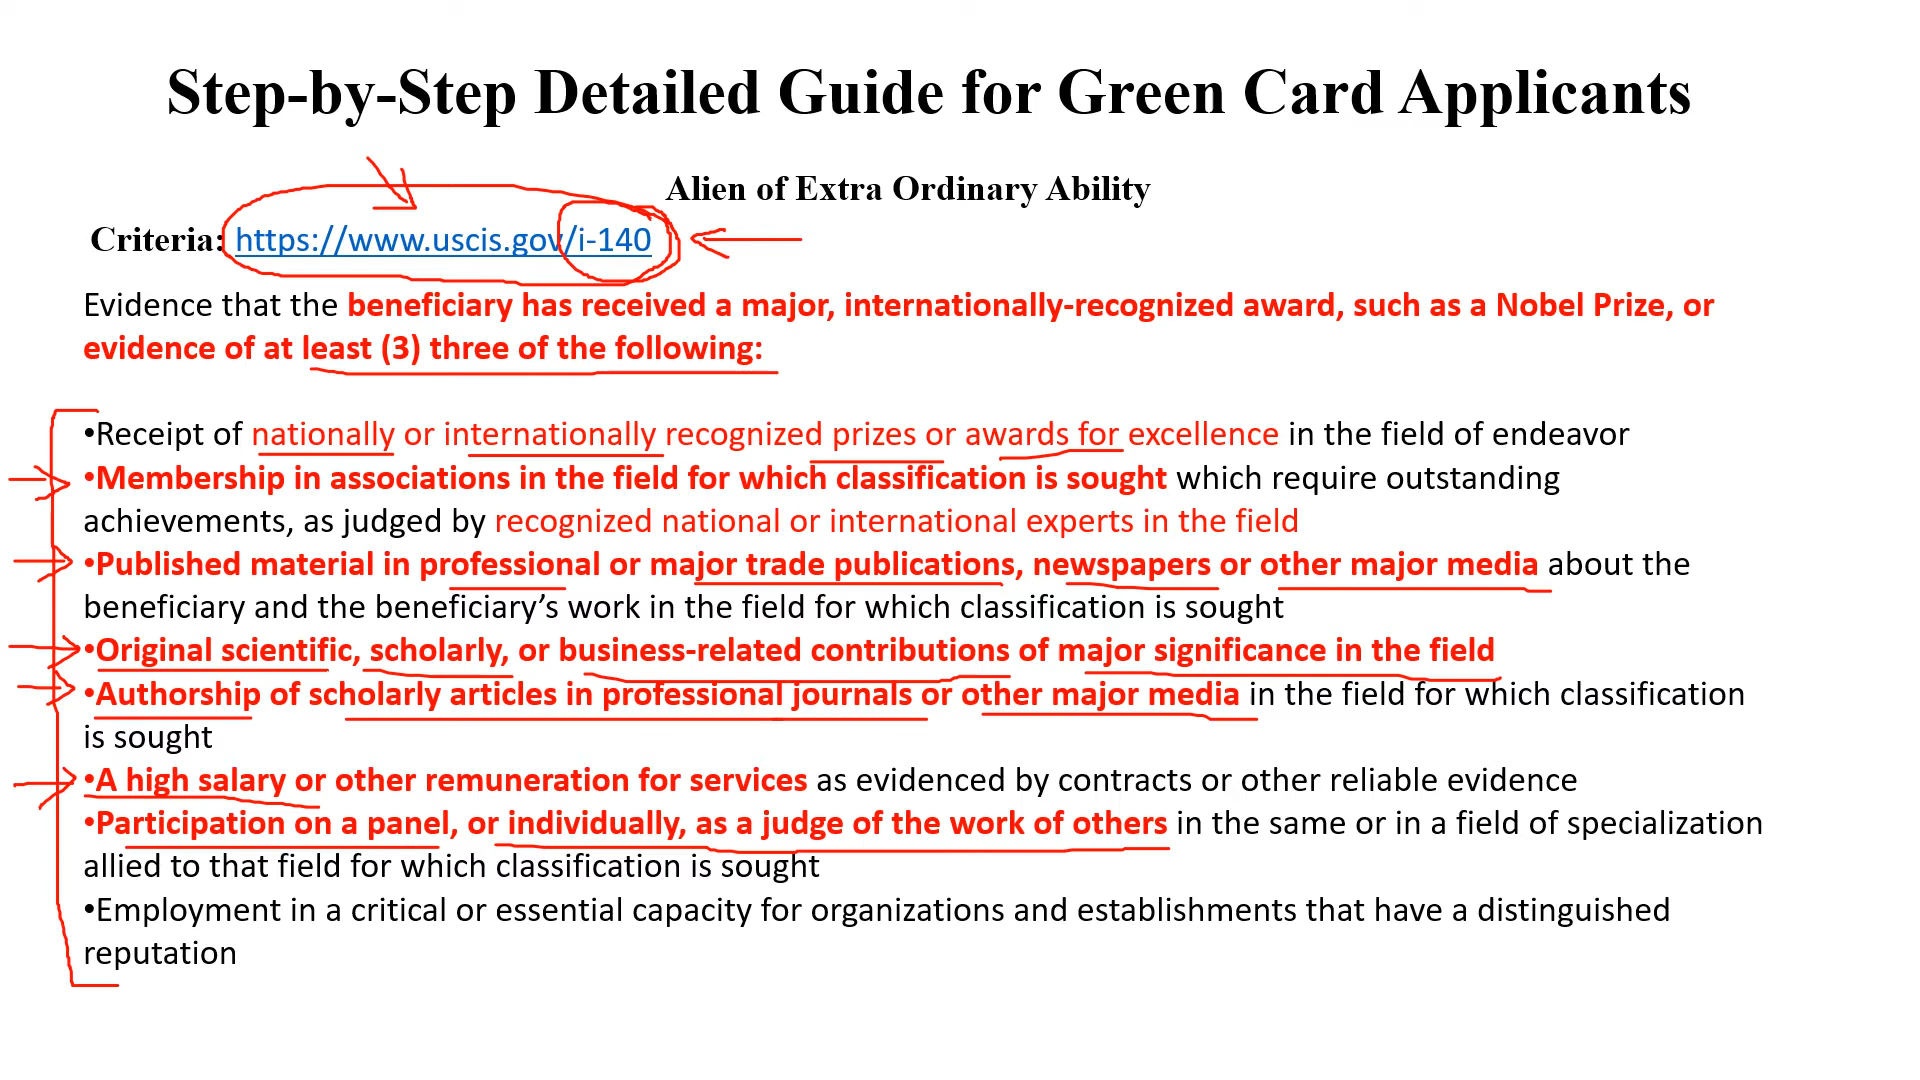 Step-by-Step Detailed Guide for Green Card Applicants
Alien of Extra Ordinary Ability
Criteria: https://www.uscis.gov/i-140
Evidence that the beneficiary has received a major, internationally-recognized award, such as a Nobel Prize, or
evidence of at least (3) three of the following:
•Receipt of nationally or internationally recognized prizes or awards for excellence in the field of endeavor
•Membership in associations in the field for which classification is sought which require outstanding
achievements, as judged by recognized national or international experts in the field
•Published material in professional or major trade publications, newspapers or other major media about the
beneficiary and the beneficiary’s work in the field for which classification is sought
•Original scientific, scholarly, or business-related contributions of major significance in the field
•Authorship of scholarly articles in professional journals or other major media in the field for which classification
is sought
•A high salary or other remuneration for services as evidenced by contracts or other reliable evidence
•Participation on a panel, or individually, as a judge of the work of others in the same or in a field of specialization
allied to that field for which classification is sought
•Employment in a critical or essential capacity for organizations and establishments that have a distinguished
reputation